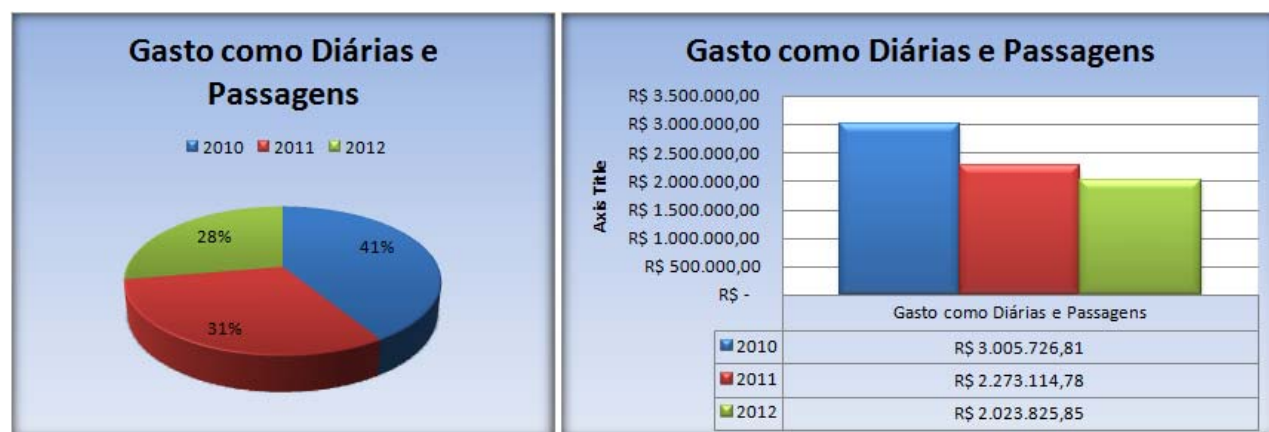 Gasto como Diárias e
Passagens
2010 2011 2012
28%
41%
31%
Gasto como Diárias e Passagens
Axis Title
R$ 3.500.000,00
R$ 3.000.000,00
R$ 2.500.000,00
R$ 2.000.000,00
R$ 1.500.000,00
R$ 1.000.000,00
R$ 500.000,00
R$ -
Gasto como Diárias e Passagens
2010 R$ 3.005.726,81
2011 R$ 2.273.114,78
2012 R$ 2.023.825,85